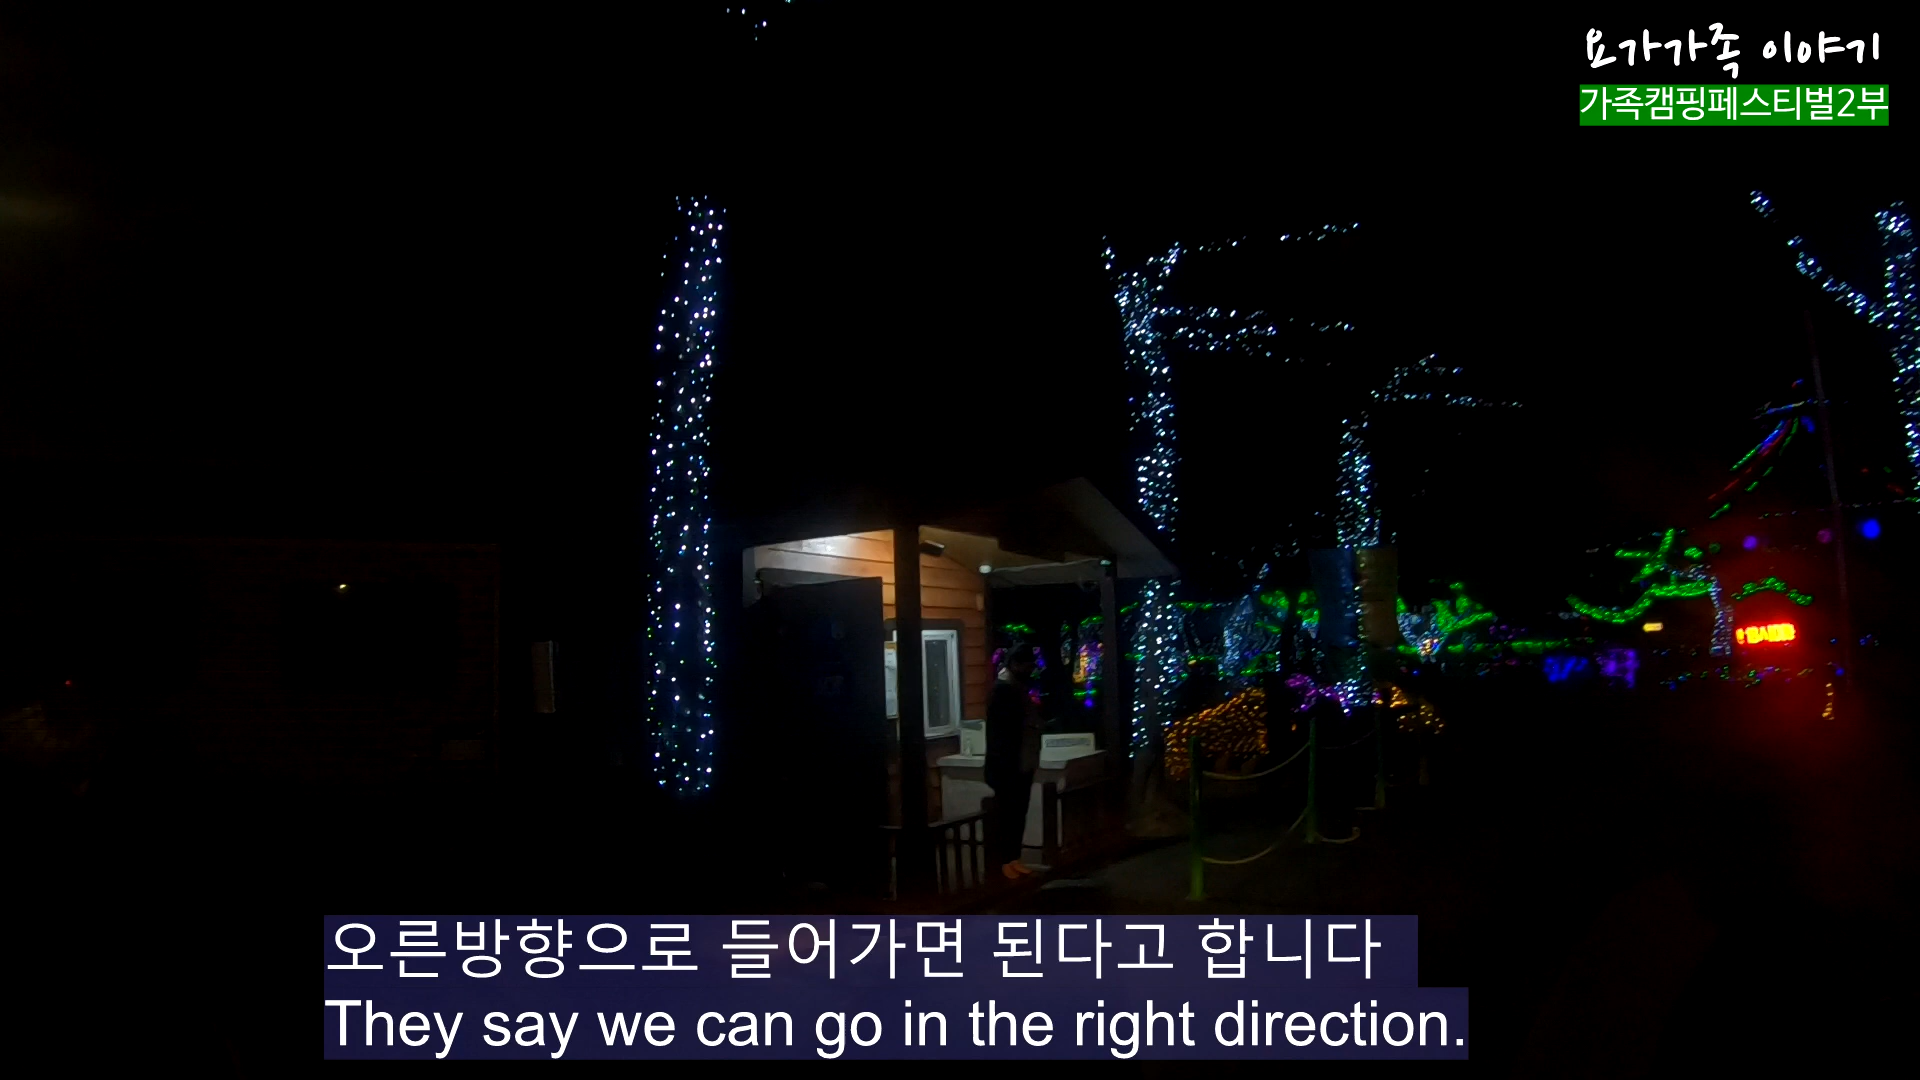 요가가족 이야기
가족캠핑페스티벌2부
오른방향으로 들어가면 된다고 합니다
They say we can go in the right direction.